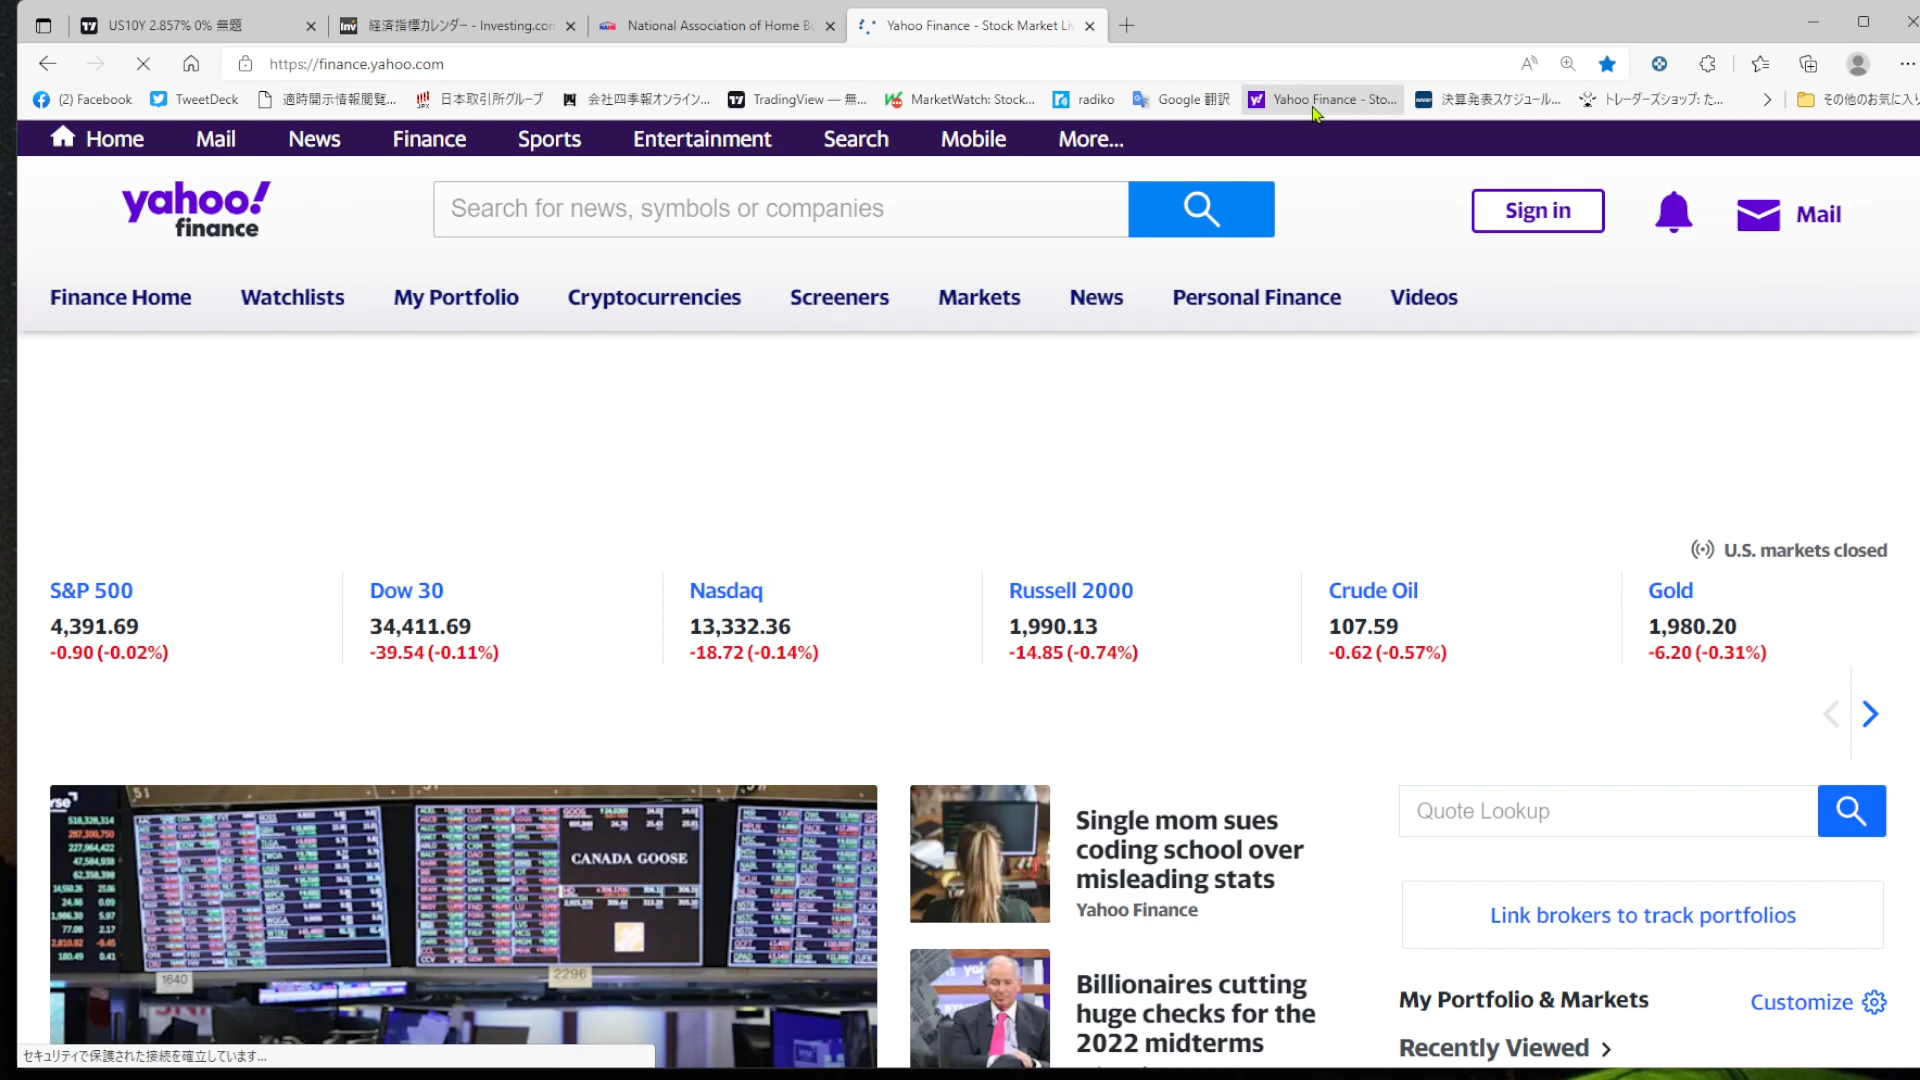 US10Y 2.857% 0% 無題
経済指標カレンダー - Investing.con
National Association of Home Bu
Yahoo Finance - Stock Market Liv
https://finance.yahoo.com
(2) Facebook
TweetDeck
適時開示情報閲覧...
日本取引所グループ
会社四季報オンライン...
TradingView — 無...
MarketWatch: Stock...
radiko
Google 翻訳
Yahoo Finance - Sto...
決算発表スケジュール...
トレーダーズショップ: た...
その他のお気に入り
Home Mail News Finance Sports Entertainment Search Mobile More...
yahoo!
finance
Search for news, symbols or companies
Sign in
Mail
Finance Home Watchlists My Portfolio Cryptocurrencies Screeners Markets News Personal Finance Videos
U.S. markets closed
S&P 500
4,391.69
-0.90 (-0.02%)
Dow 30
34,411.69
-39.54 (-0.11%)
Nasdaq
13,332.36
-18.72 (-0.14%)
Russell 2000
1,990.13
-14.85 (-0.74%)
Crude Oil
107.59
-0.62 (-0.57%)
Gold
1,980.20
-6.20 (-0.31%)
CANADA GOOSE
1640
2296
Single mom sues
coding school over
misleading stats
Yahoo Finance
Billionaires cutting
huge checks for the
2022 midterms
Quote Lookup
Link brokers to track portfolios
My Portfolio & Markets
Customize
Recently Viewed
セキュリティで保護された接続を確立しています...